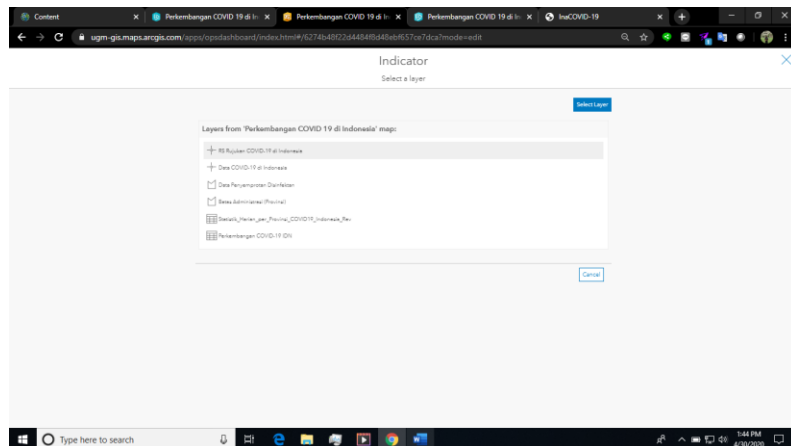 Content
Perkembangan COVID 19 di In
Perkembangan COVID 19 di In
Perkembangan COVID 19 di In
InaCOVID-19
ugm-gis.maps.arcgis.com/apps/opsdashboard/index.html#/6274b48f22d4484f8d48ebf657ce7dca?mode=edit
Indicator
Select a layer
Select Layer
Layers from 'Perkembangan COVID 19 di Indonesia' map:
RS Rujukan COVID-19 di Indonesia
Data COVID-19 di Indonesia
Data Penyemprotan Disinfektan
Batas Administrasi (Provinsi)
Statistik_Harian_per_Provinsi_COVID19_Indonesia_Rev
Perkembangan COVID-19 IDN
Cancel
Type here to search
1:44 PM
4/30/2020